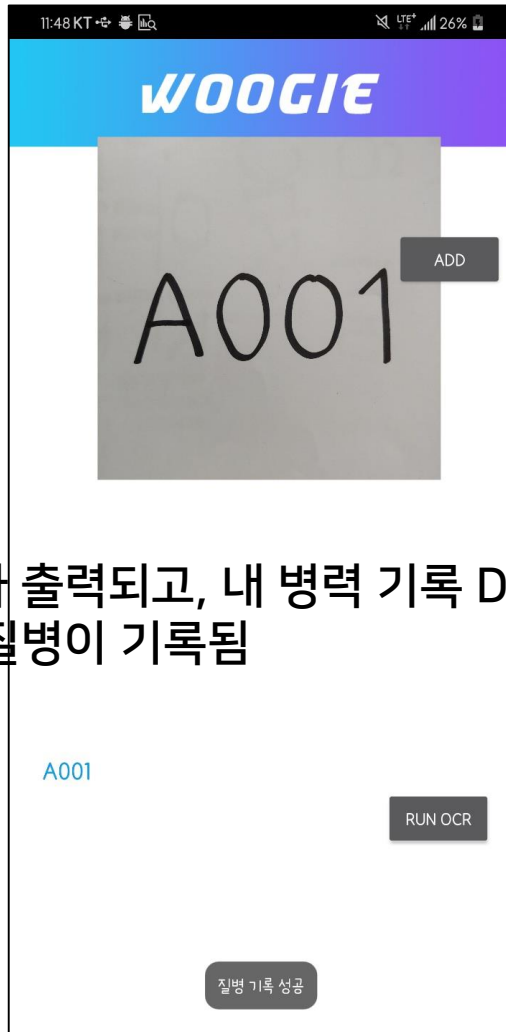 11:48 KT LTE+ 26%
WOOGIE
ADD
A001
출력되고, 내 병력 기록 D
질병이 기록됨
A001
RUN OCR
질병 기록 성공